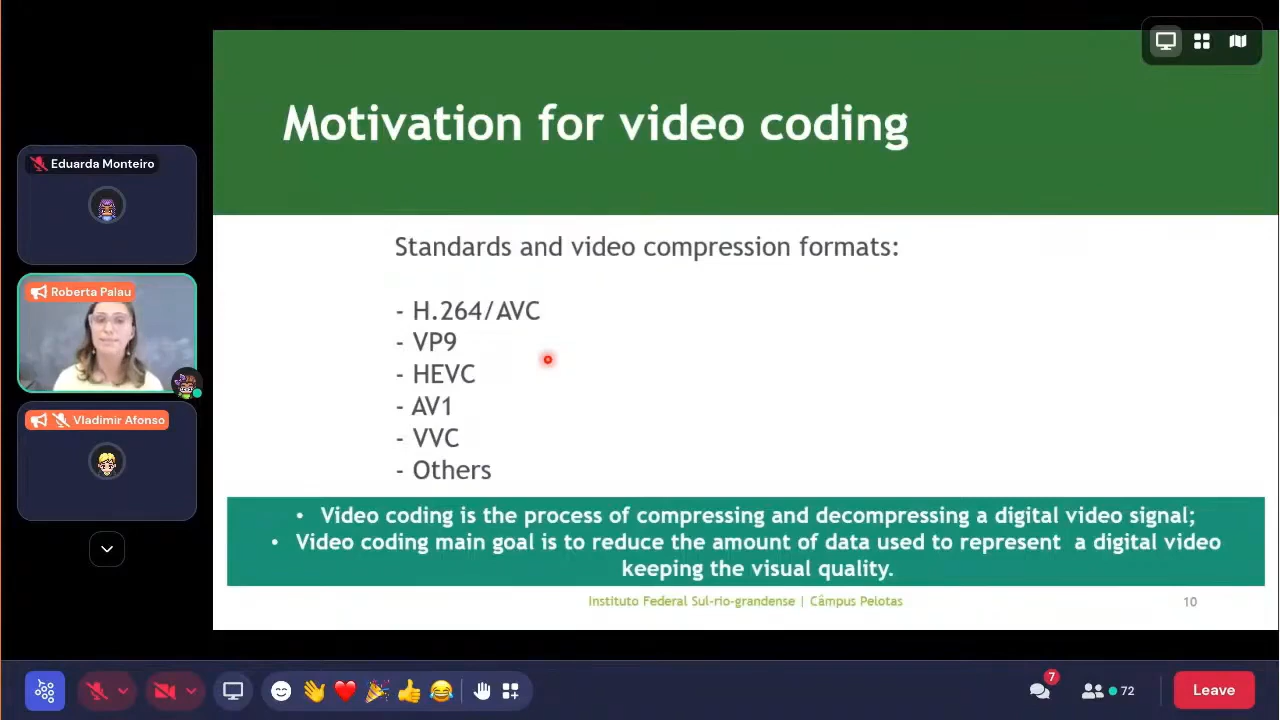 Motivation for video coding
Eduarda Monteiro
Roberta Palau
Vladimir Afonso
Standards and video compression formats:
- H.264/AVC
- VP9
- HEVC
- AV1
- VVC
- Others
• Video coding is the process of compressing and decompressing a digital video signal;
• Video coding main goal is to reduce the amount of data used to represent a digital video
keeping the visual quality.
Instituto Federal Sul-rio-grandense | Câmpus Pelotas
10
7
72
Leave